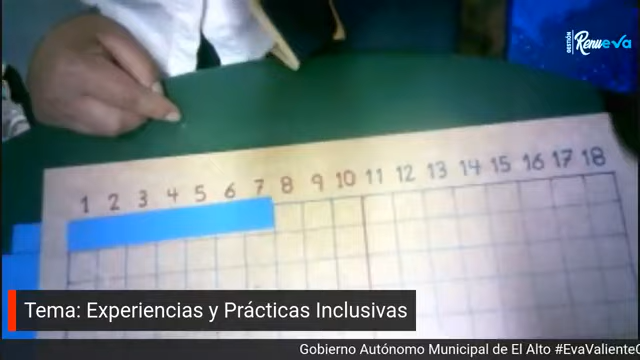 GESTIÓN
Renueva
1 2 3 4 5 6 7 8 9 10 11 12 13 14 15 16 17 18
Tema: Experiencias y Prácticas Inclusivas
Gobierno Autónomo Municipal de El Alto #EvaValiente